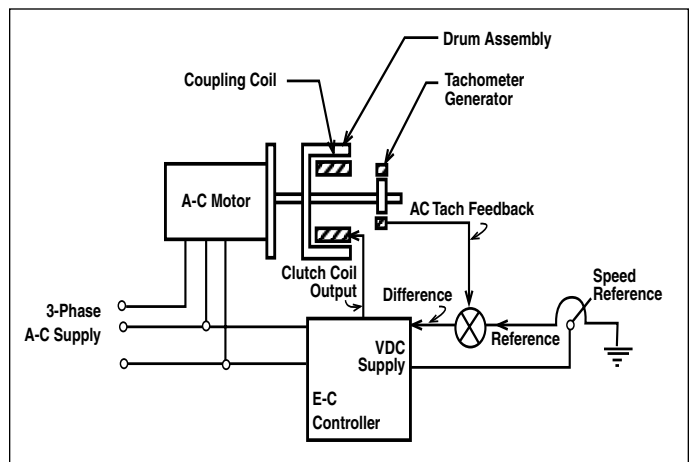 Drum Assembly
Coupling Coil
Tachometer
Generator
A-C Motor
AC Tach Feedback
Clutch Coil
Output
Speed
Reference
3-Phase
A-C Supply
Difference
Reference
VDC
Supply
E-C
Controller